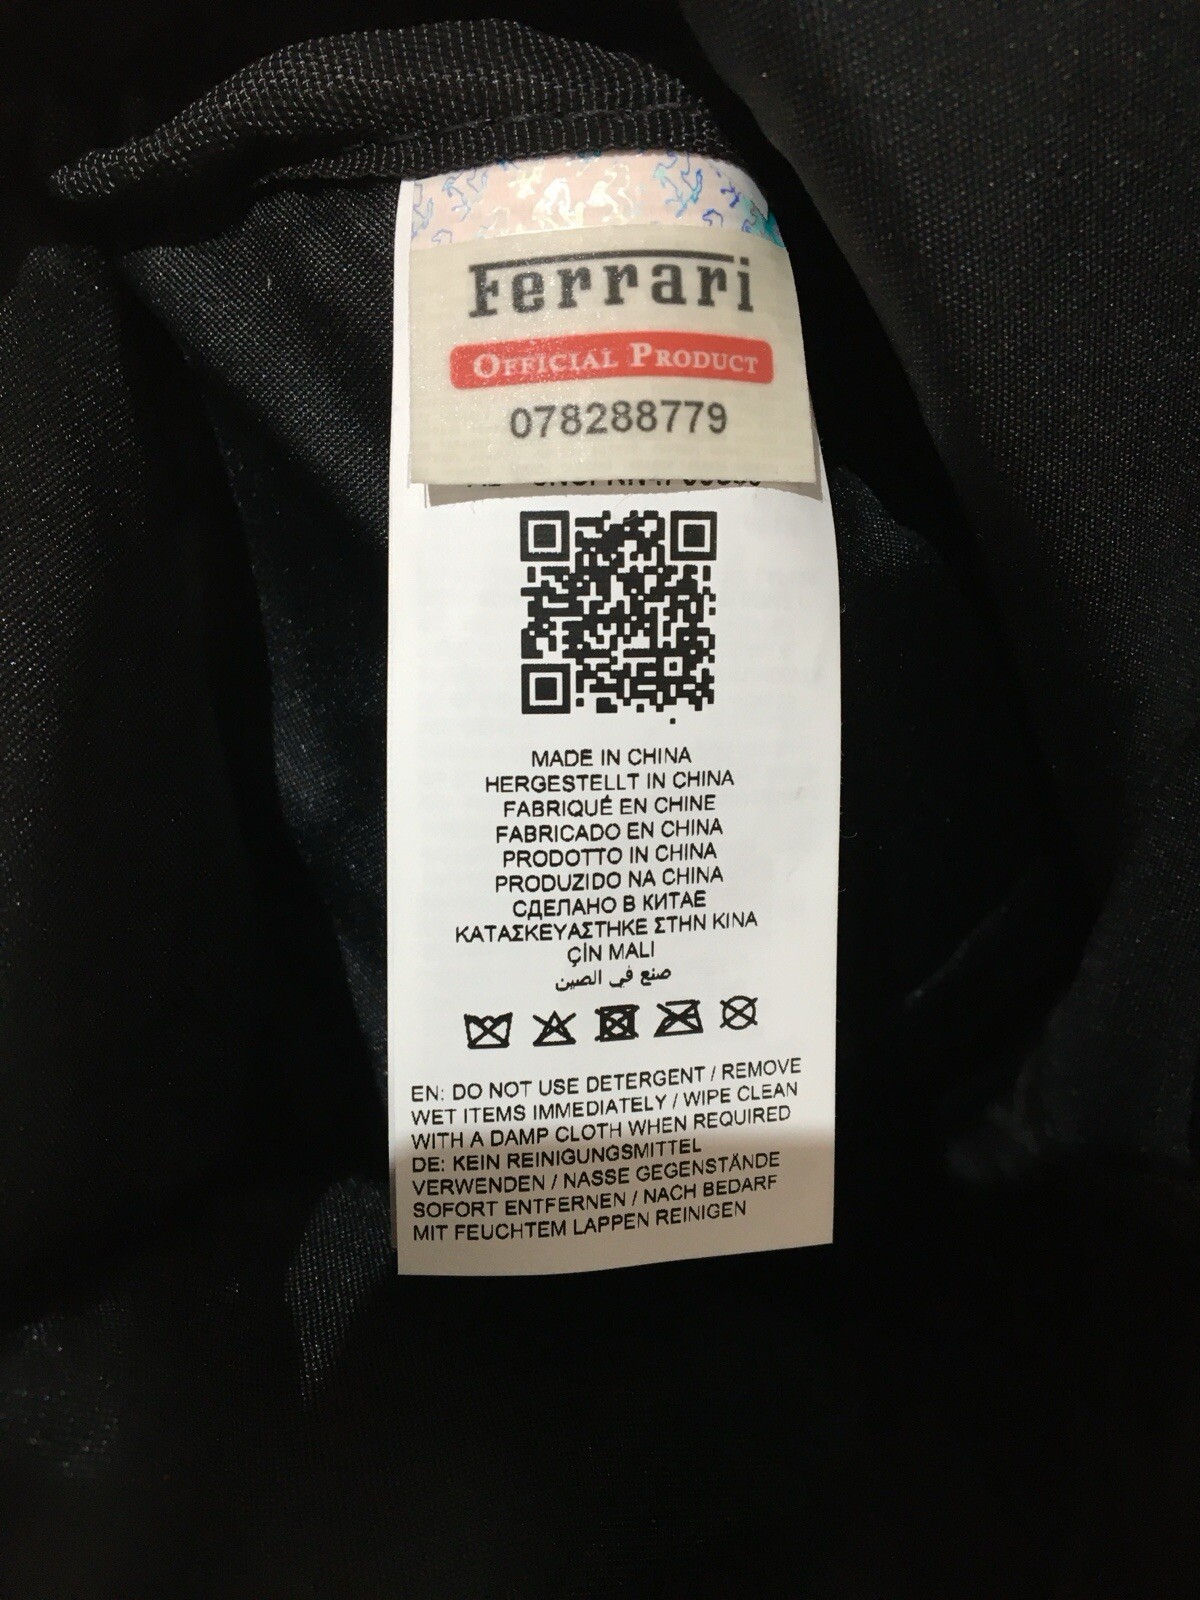 Ferrari
OFFICIAL PRODUCT
078288779
MADE IN CHINA
HERGESTELLT IN CHINA
FABRIQUÉ EN CHINE
FABRICADO EN CHINA
PRODOTTO IN CHINA
PRODUZIDO NA CHINA
СДЕЛАНО В КИТАЕ
ΚΑΤΑΣΚΕΥΑΣΤΗΚΕ ΣΤΗΝ ΚΙΝΑ
ÇİN MALI
صنع في الصين
EN: DO NOT USE DETERGENT / REMOVE
WET ITEMS IMMEDIATELY / WIPE CLEAN
WITH A DAMP CLOTH WHEN REQUIRED
DE: KEIN REINIGUNGSMITTEL
VERWENDEN / NASSE GEGENSTÄNDE
SOFORT ENTFERNEN / NACH BEDARF
MIT FEUCHTEM LAPPEN REINIGEN